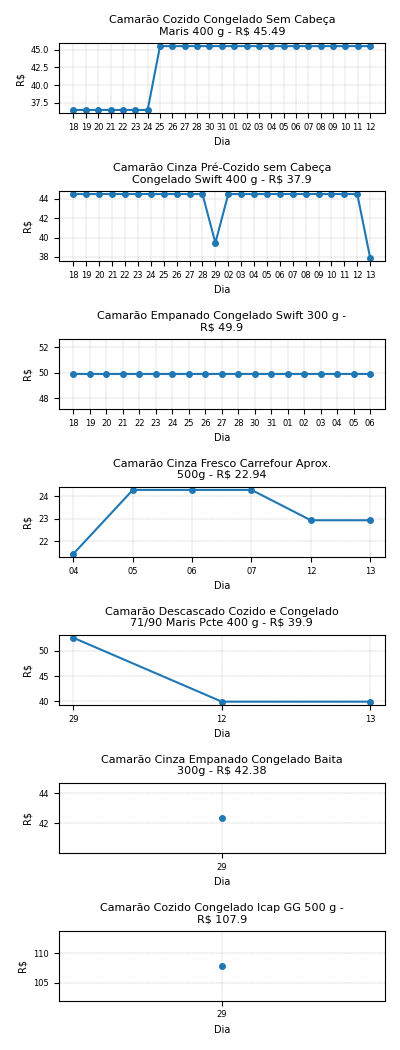 Camarão Cozido Congelado Sem Cabeça
Maris 400 g - R$ 45.49
45.0
42.5
40.0
37.5
R$
18 19 20 21 22 23 24 25 26 27 28 30 31 01 02 03 04 05 06 07 08 09 10 11 12
Dia
Camarão Cinza Pré-Cozido sem Cabeça
Congelado Swift 400 g - R$ 37.9
44
42
40
38
R$
18 19 20 21 22 23 24 25 26 27 28 29 02 03 04 05 06 07 08 09 10 11 12 13
Dia
Camarão Empanado Congelado Swift 300 g -
R$ 49.9
52
50
48
R$
18 19 20 21 22 23 24 25 26 27 28 30 31 01 02 03 04 05 06
Dia
Camarão Cinza Fresco Carrefour Aprox.
500g - R$ 22.94
24
23
22
R$
04 05 06 07 12 13
Dia
Camarão Descascado Cozido e Congelado
71/90 Maris Pcte 400 g - R$ 39.9
50
45
40
R$
29 12 13
Dia
Camarão Cinza Empanado Congelado Baita
300g - R$ 42.38
44
42
R$
29
Dia
Camarão Cozido Congelado Icap GG 500 g -
R$ 107.9
110
105
R$
29
Dia